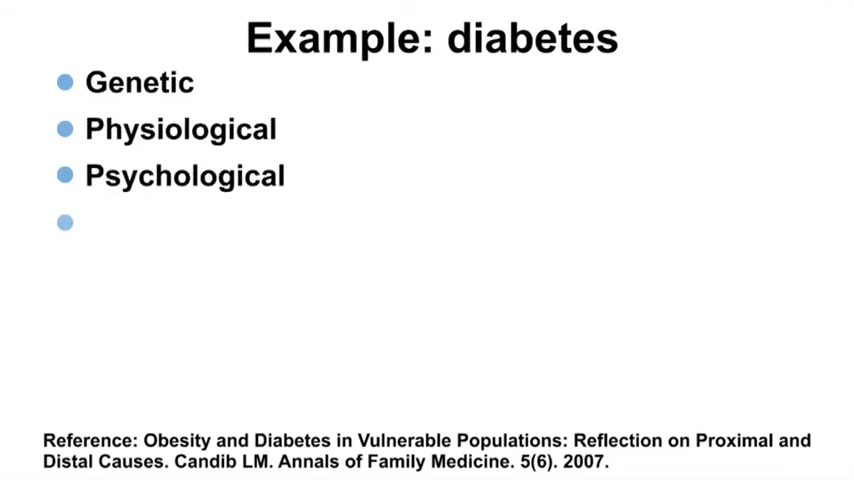 Example: diabetes
Genetic
Physiological
Psychological
Reference: Obesity and Diabetes in Vulnerable Populations: Reflection on Proximal and
Distal Causes. Candib LM. Annals of Family Medicine. 5(6). 2007.